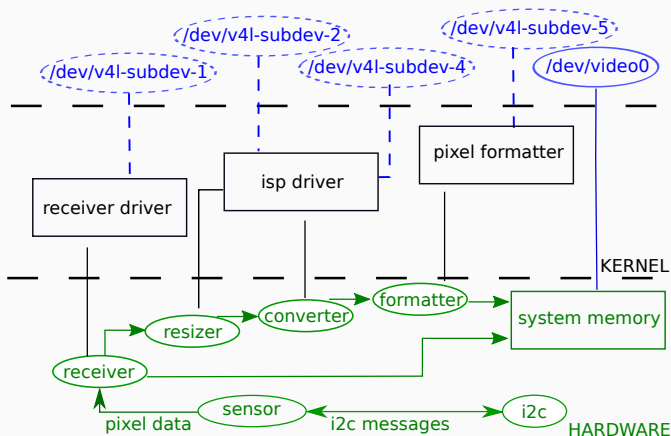 /dev/v4l-subdev-2
/dev/v4l-subdev-5
/dev/v4l-subdev-1
/dev/v4l-subdev-4
/dev/video0
pixel formatter
isp driver
receiver driver
KERNEL
formatter
converter
system memory
resizer
receiver
sensor
i2c
pixel data
i2c messages
HARDWARE